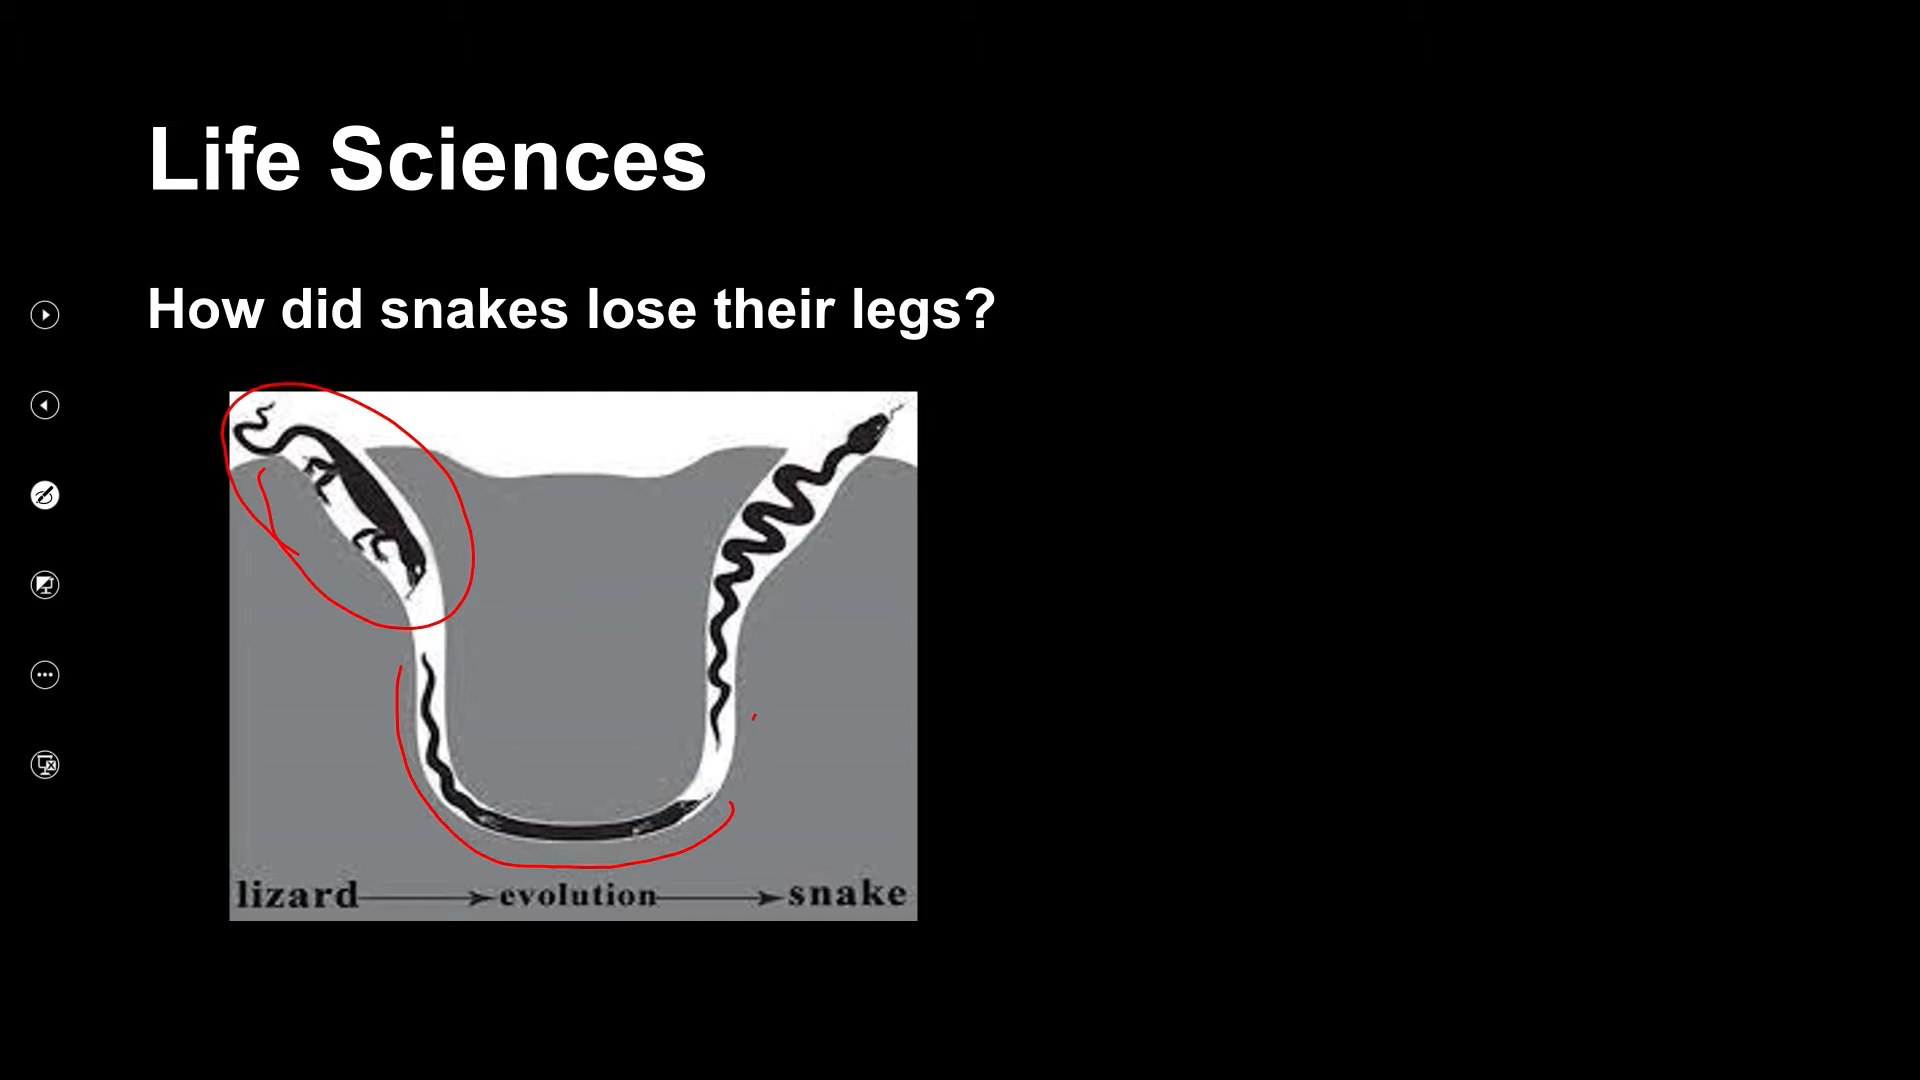 Life Sciences
How did snakes lose their legs?
lizard evolution snake